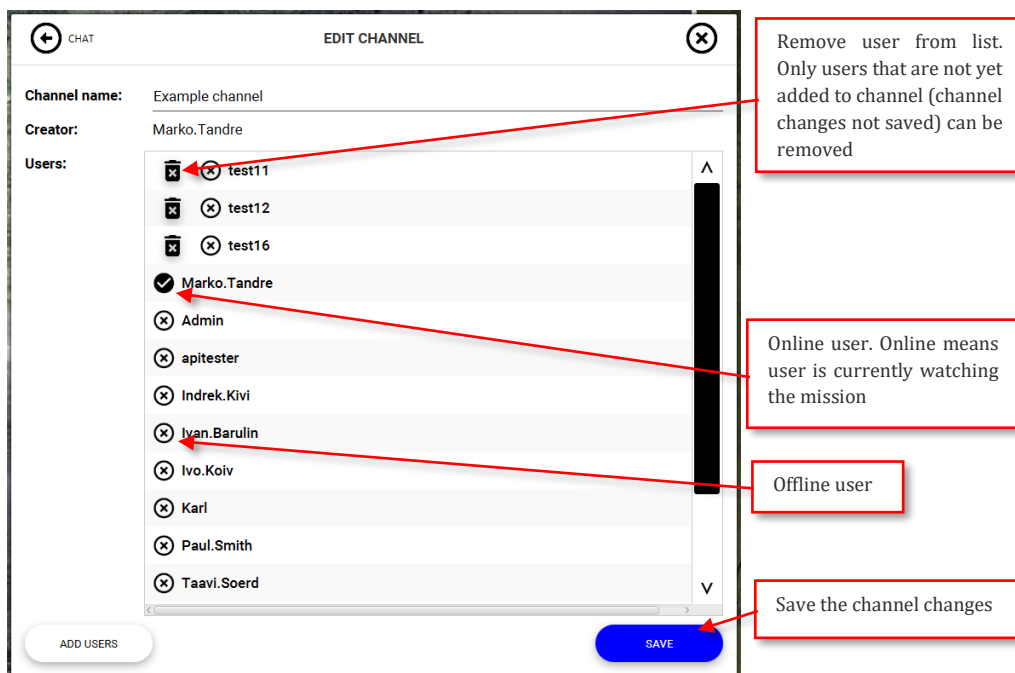 CHAT
EDIT CHANNEL
Channel name:
Example channel
Creator:
Marko.Tandre
Users:
test11
test12
test16
Marko.Tandre
Admin
apitester
Indrek.Kivi
Ivan.Barulin
Ivo.Koiv
Karl
Paul.Smith
Taavi.Soerd
ADD USERS
SAVE
Remove user from list.
Only users that are not yet
added to channel (channel
changes not saved) can be
removed
Online user. Online means
user is currently watching
the mission
Offline user
Save the channel changes